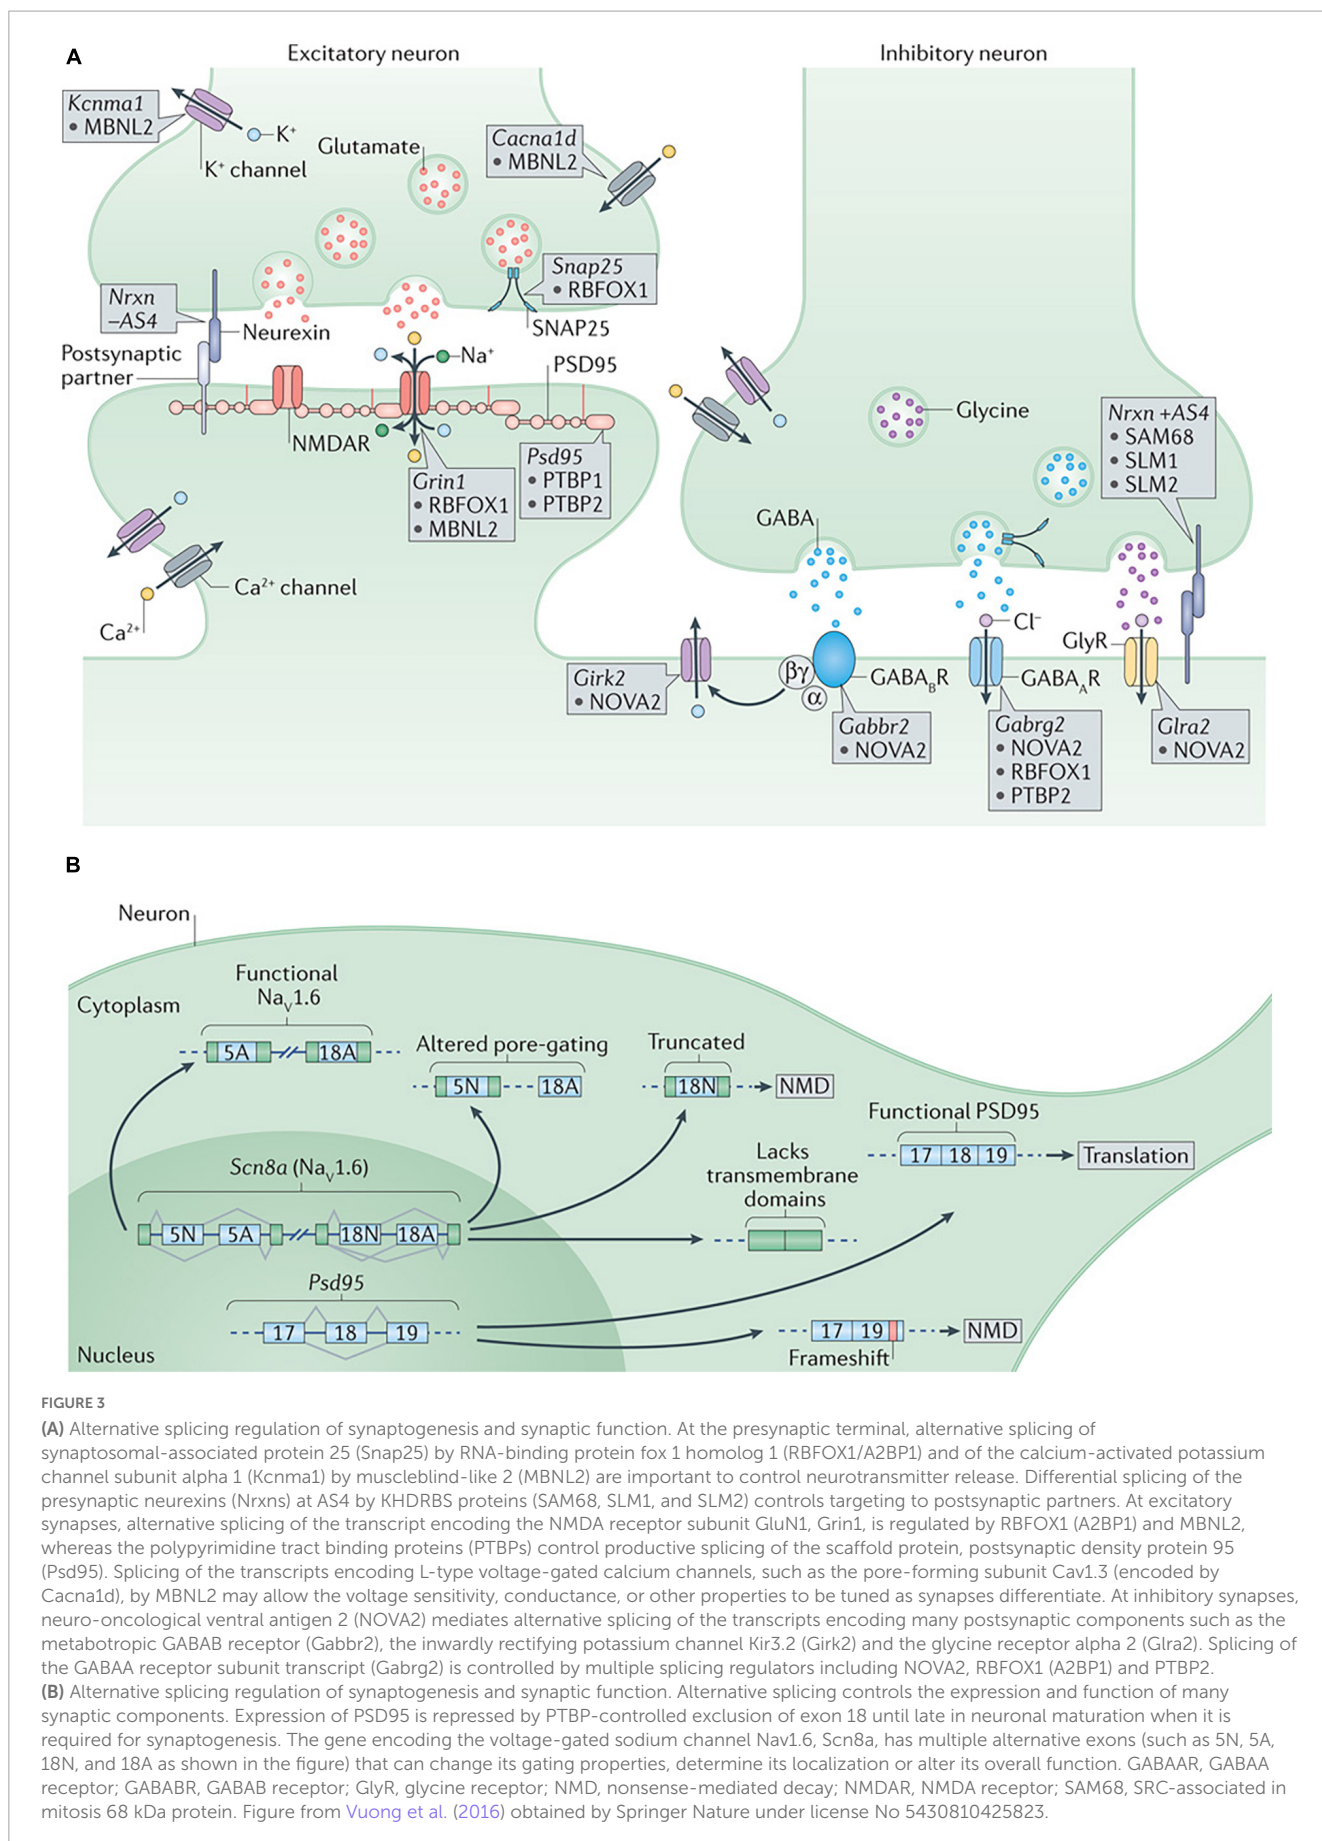 A
Excitatory neuron
Inhibitory neuron
Kcnma1
• MBNL2
K⁺
K⁺ channel
Glutamate
Cacna1d
• MBNL2
Snap25
• RBFOX1
SNAP25
Nrxn
–AS4
Neurexin
Postsynaptic
partner
Na⁺
PSD95
NMDAR
Grin1
• RBFOX1
• MBNL2
Psd95
• PTBP1
• PTBP2
Ca²⁺ channel
Ca²⁺
Glycine
Nrxn +AS4
• SAM68
• SLM1
• SLM2
GABA
Cl⁻
GlyR
Girk2
• NOVA2
βγ
α
GABA_BR
GABA_AR
Gabbr2
• NOVA2
Gabrg2
• NOVA2
• RBFOX1
• PTBP2
Glra2
• NOVA2
B
Neuron
Cytoplasm
Functional
Na_V1.6
5A 18A
Altered pore-gating
5N 18A
Truncated
18N NMD
Functional PSD95
17 18 19 Translation
Scn8a (Na_V1.6)
5N 5A 18N 18A
Lacks
transmembrane
domains
Psd95
17 18 19
17 19 NMD
Frameshift
Nucleus
FIGURE 3
(A) Alternative splicing regulation of synaptogenesis and synaptic function. At the presynaptic terminal, alternative splicing of
synaptosomal-associated protein 25 (Snap25) by RNA-binding protein fox 1 homolog 1 (RBFOX1/A2BP1) and of the calcium-activated potassium
channel subunit alpha 1 (Kcnma1) by muscleblind-like 2 (MBNL2) are important to control neurotransmitter release. Differential splicing of the
presynaptic neurexins (Nrxns) at AS4 by KHDRBS proteins (SAM68, SLM1, and SLM2) controls targeting to postsynaptic partners. At excitatory
synapses, alternative splicing of the transcript encoding the NMDA receptor subunit GluN1, Grin1, is regulated by RBFOX1 (A2BP1) and MBNL2,
whereas the polypyrimidine tract binding proteins (PTBPs) control productive splicing of the scaffold protein, postsynaptic density protein 95
(Psd95). Splicing of the transcripts encoding L-type voltage-gated calcium channels, such as the pore-forming subunit Cav1.3 (encoded by
Cacna1d), by MBNL2 may allow the voltage sensitivity, conductance, or other properties to be tuned as synapses differentiate. At inhibitory synapses,
neuro-oncological ventral antigen 2 (NOVA2) mediates alternative splicing of the transcripts encoding many postsynaptic components such as the
metabotropic GABAB receptor (Gabbr2), the inwardly rectifying potassium channel Kir3.2 (Girk2) and the glycine receptor alpha 2 (Glra2). Splicing of
the GABAA receptor subunit transcript (Gabrg2) is controlled by multiple splicing regulators including NOVA2, RBFOX1 (A2BP1) and PTBP2.
(B) Alternative splicing regulation of synaptogenesis and synaptic function. Alternative splicing controls the expression and function of many
synaptic components. Expression of PSD95 is repressed by PTBP-controlled exclusion of exon 18 until late in neuronal maturation when it is
required for synaptogenesis. The gene encoding the voltage-gated sodium channel Nav1.6, Scn8a, has multiple alternative exons (such as 5N, 5A,
18N, and 18A as shown in the figure) that can change its gating properties, determine its localization or alter its overall function. GABAAR, GABAA
receptor; GABABR, GABAB receptor; GlyR, glycine receptor; NMD, nonsense-mediated decay; NMDAR, NMDA receptor; SAM68, SRC-associated in
mitosis 68 kDa protein. Figure from Vuong et al. (2016) obtained by Springer Nature under license No 5430810425823.